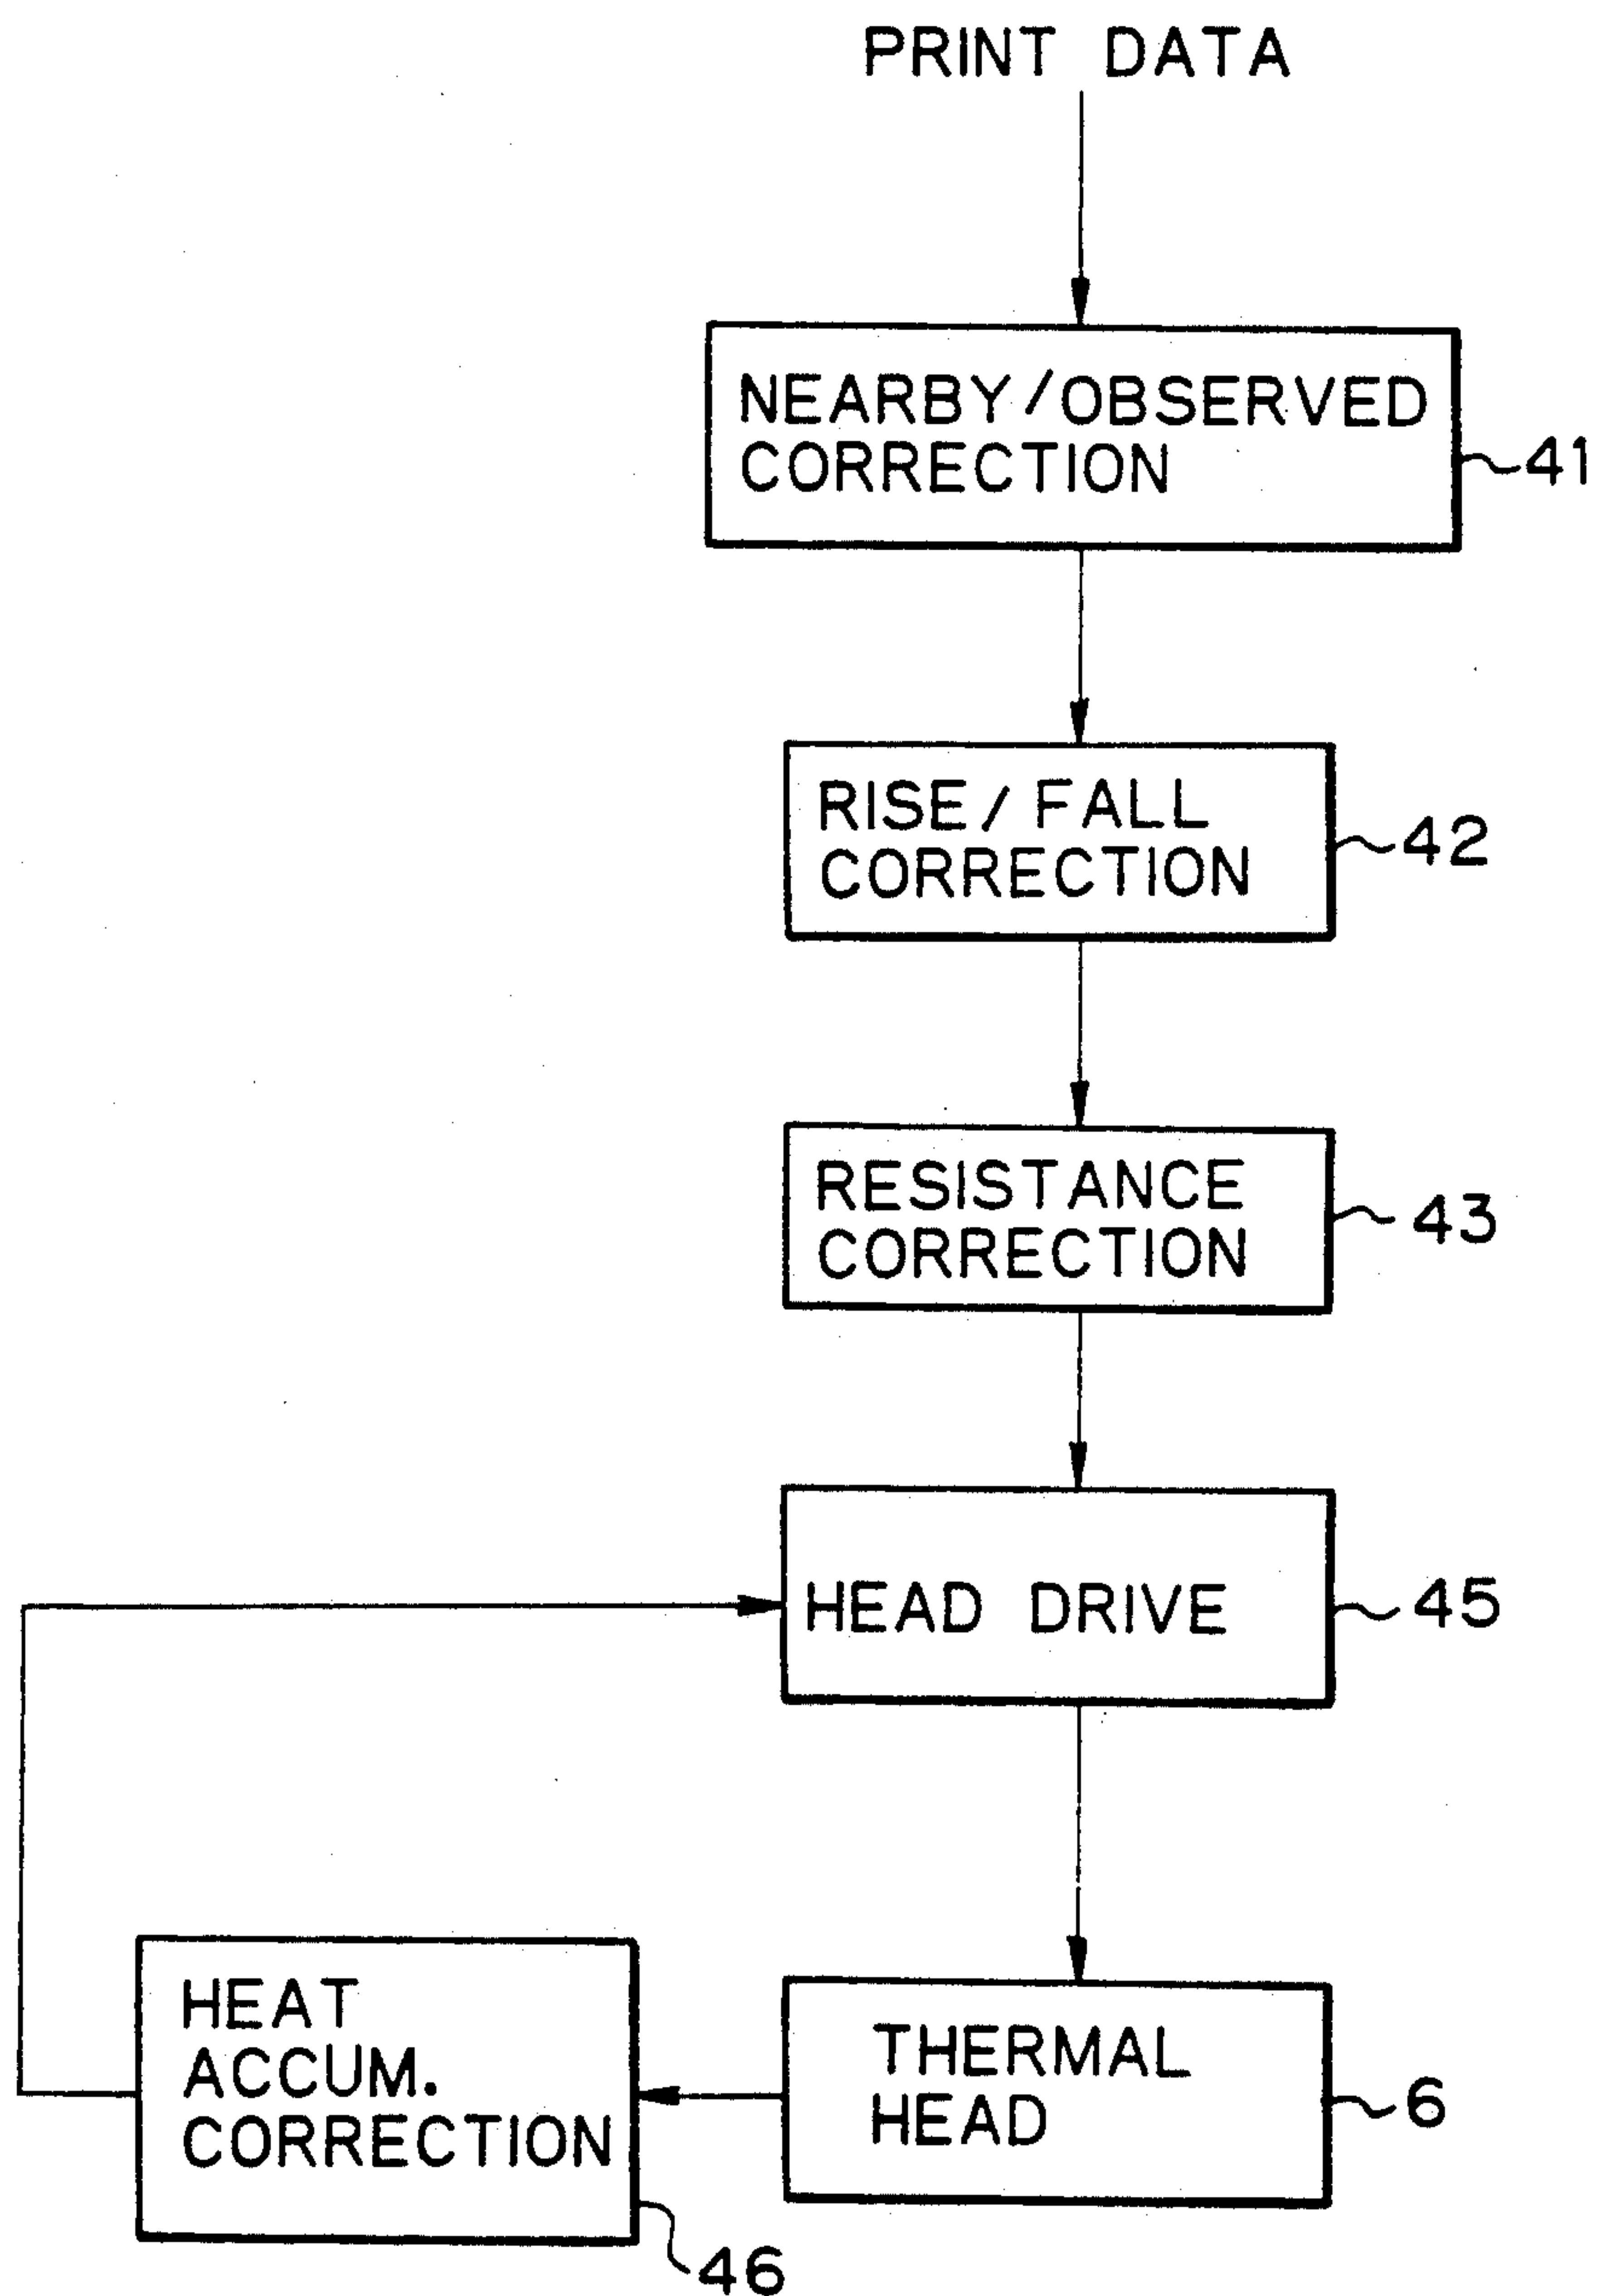 PRINT DATA
NEARBY/OBSERVED
CORRECTION
41
RISE/FALL
CORRECTION
42
RESISTANCE
CORRECTION
43
HEAD DRIVE
45
HEAT
ACCUM.
CORRECTION
46
THERMAL
HEAD
6